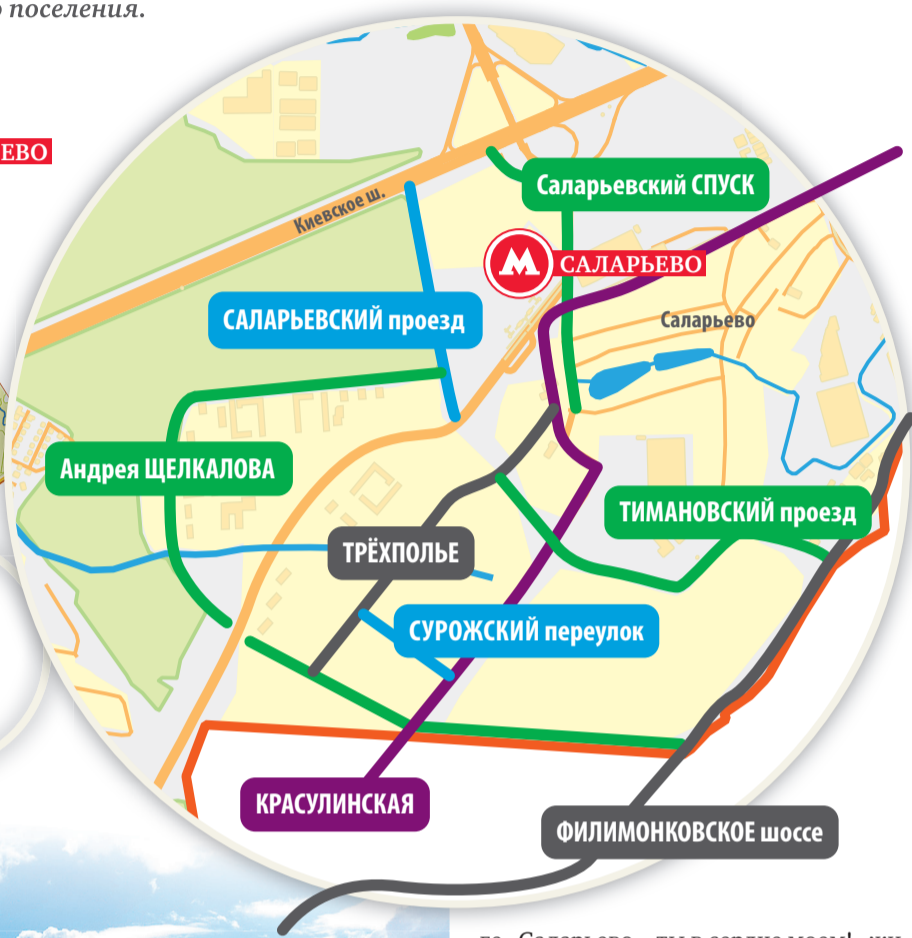 поселения.
ЕВО
Киевское ш.
Саларьевский СПУСК
М
САЛАРЬЕВО
САЛАРЬЕВСКИЙ проезд
Саларьево
Андрея ЩЕЛКАЛОВА
ТИМАНОВСКИЙ проезд
ТРЁХПОЛЬЕ
СУРОЖСКИЙ переулок
КРАСУЛИНСКАЯ
ФИЛИМОНКОВСКОЕ шоссе